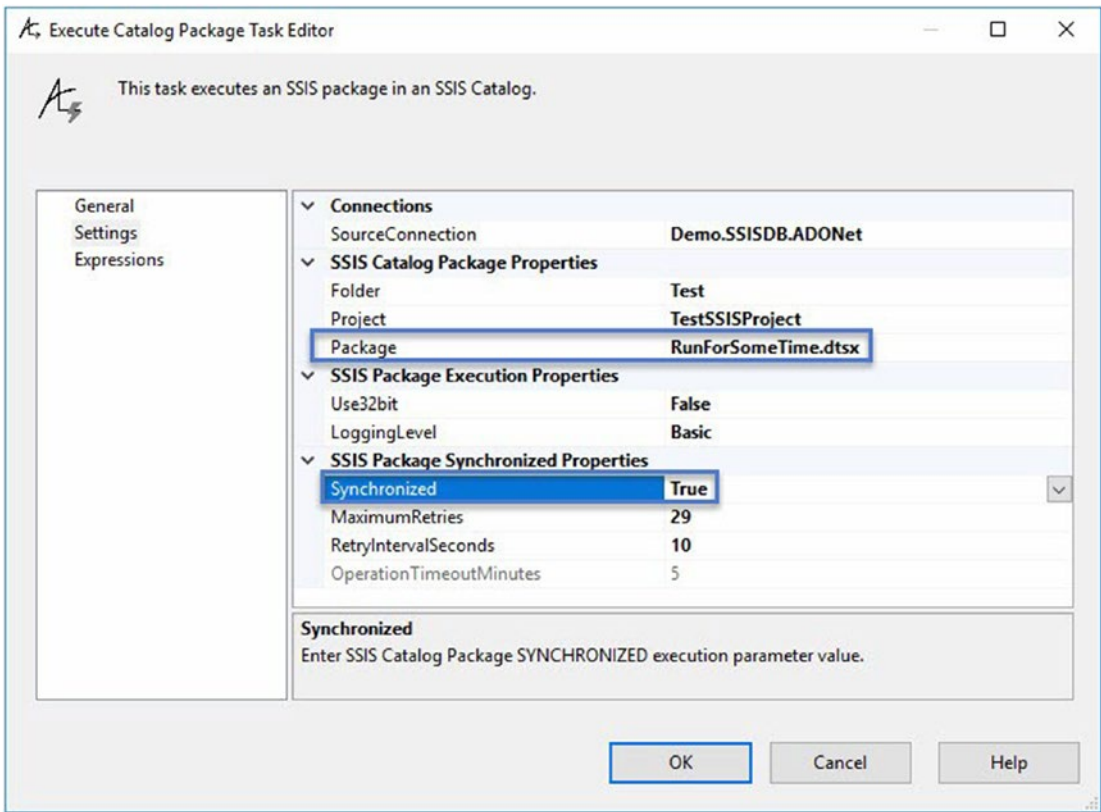 Execute Catalog Package Task Editor
This task executes an SSIS package in an SSIS Catalog.
General
Settings
Expressions
Connections
SourceConnection Demo.SSISDB.ADONet
SSIS Catalog Package Properties
Folder Test
Project TestSSISProject
Package RunForSomeTime.dtsx
SSIS Package Execution Properties
Use32bit False
LoggingLevel Basic
SSIS Package Synchronized Properties
Synchronized True
MaximumRetries 29
RetryIntervalSeconds 10
OperationTimeoutMinutes 5
Synchronized
Enter SSIS Catalog Package SYNCHRONIZED execution parameter value.
OK Cancel Help